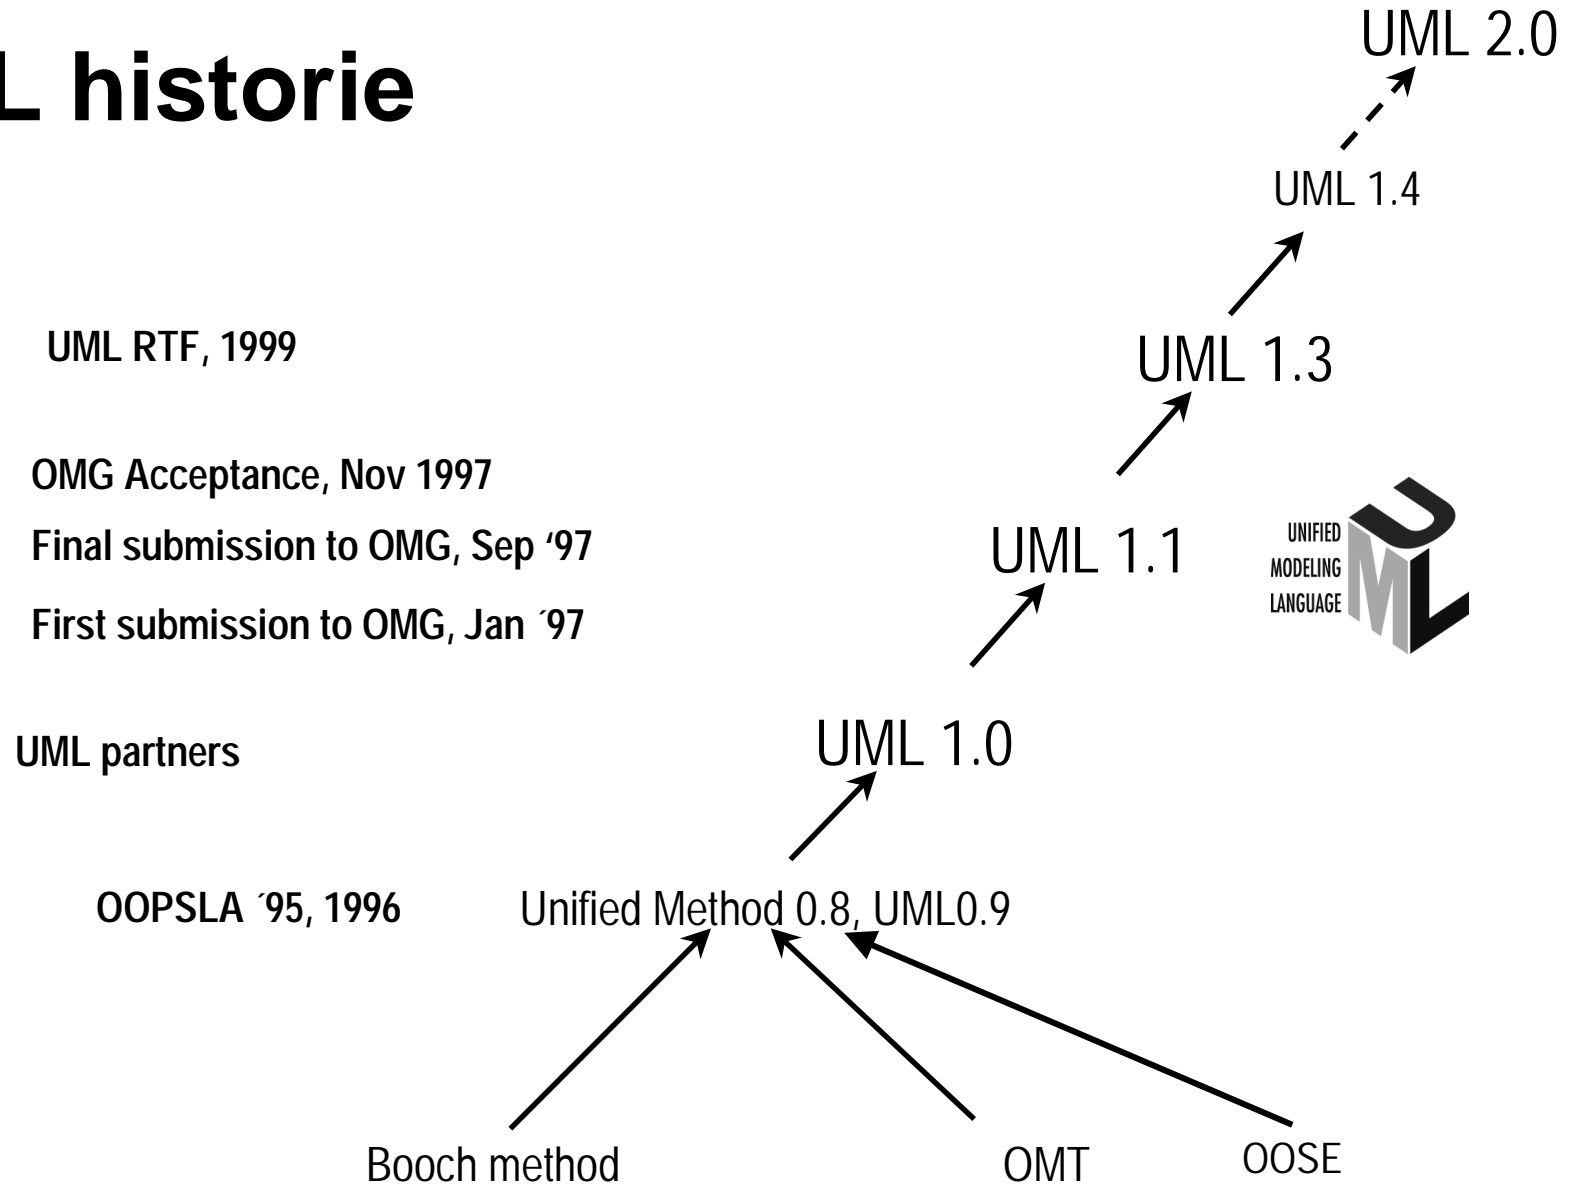 L historie
UML 2.0
UML 1.4
UML RTF, 1999
UML 1.3
OMG Acceptance, Nov 1997
Final submission to OMG, Sep ‘97
UML 1.1
UNIFIED
MODELING
LANGUAGE
UML
First submission to OMG, Jan ´97
UML partners
UML 1.0
OOPSLA ´95, 1996
Unified Method 0.8, UML0.9
Booch method
OMT
OOSE